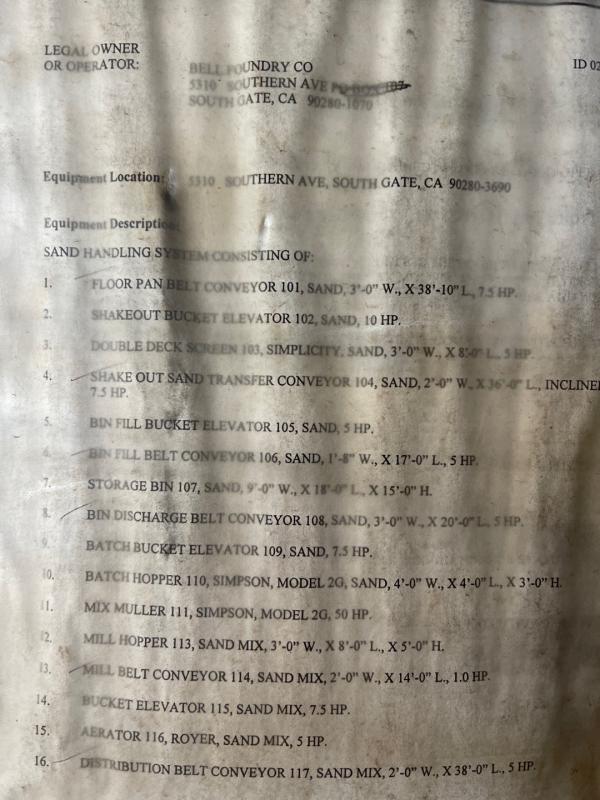 LEGAL OWNER
OR OPERATOR:
BELL FOUNDRY CO
5310 SOUTHERN AVE
SOUTH GATE, CA 90280-1070
ID 02
Equipment Location: 5310 SOUTHERN AVE, SOUTH GATE, CA 90280-3690
Equipment Description:
SAND HANDLING SYSTEM CONSISTING OF:
1. FLOOR PAN BELT CONVEYOR 101, SAND, 3'-0" W., X 38'-10" L., 7.5 HP.
2. SHAKEOUT BUCKET ELEVATOR 102, SAND, 10 HP.
3. DOUBLE DECK SCREEN 103, SIMPLICITY, SAND, 3'-0" W., X 8'-0" L., 5 HP.
4. SHAKE OUT SAND TRANSFER CONVEYOR 104, SAND, 2'-0" W., X 36'-0" L., INCLINE
7.5 HP.
5. BIN FILL BUCKET ELEVATOR 105, SAND, 5 HP.
6. BIN FILL BELT CONVEYOR 106, SAND, 1'-8" W., X 17'-0" L., 5 HP.
7. STORAGE BIN 107, SAND, 9'-0" W., X 18'-0" L., X 15'-0" H.
8. BIN DISCHARGE BELT CONVEYOR 108, SAND, 3'-0" W., X 20'-0" L., 5 HP.
9. BATCH BUCKET ELEVATOR 109, SAND, 7.5 HP.
10. BATCH HOPPER 110, SIMPSON, MODEL 2G, SAND, 4'-0" W., X 4'-0" L., X 3'-0" H.
11. MIX MULLER 111, SIMPSON, MODEL 2G, 50 HP.
12. MILL HOPPER 113, SAND MIX, 3'-0" W., X 8'-0" L., X 5'-0" H.
13. MILL BELT CONVEYOR 114, SAND MIX, 2'-0" W., X 14'-0" L., 1.0 HP.
14. BUCKET ELEVATOR 115, SAND MIX, 7.5 HP.
15. AERATOR 116, ROYER, SAND MIX, 5 HP.
16. DISTRIBUTION BELT CONVEYOR 117, SAND MIX, 2'-0" W., X 38'-0" L., 5 HP.